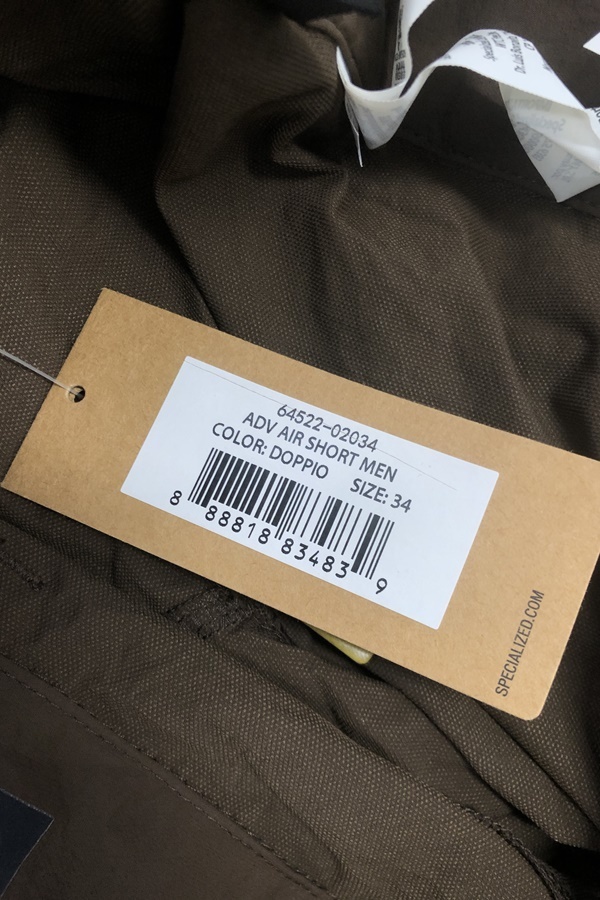 64522-02034
ADV AIR SHORT MEN
COLOR: DOPPIO SIZE: 34
8 88818 83483 9
SPECIALIZED.COM